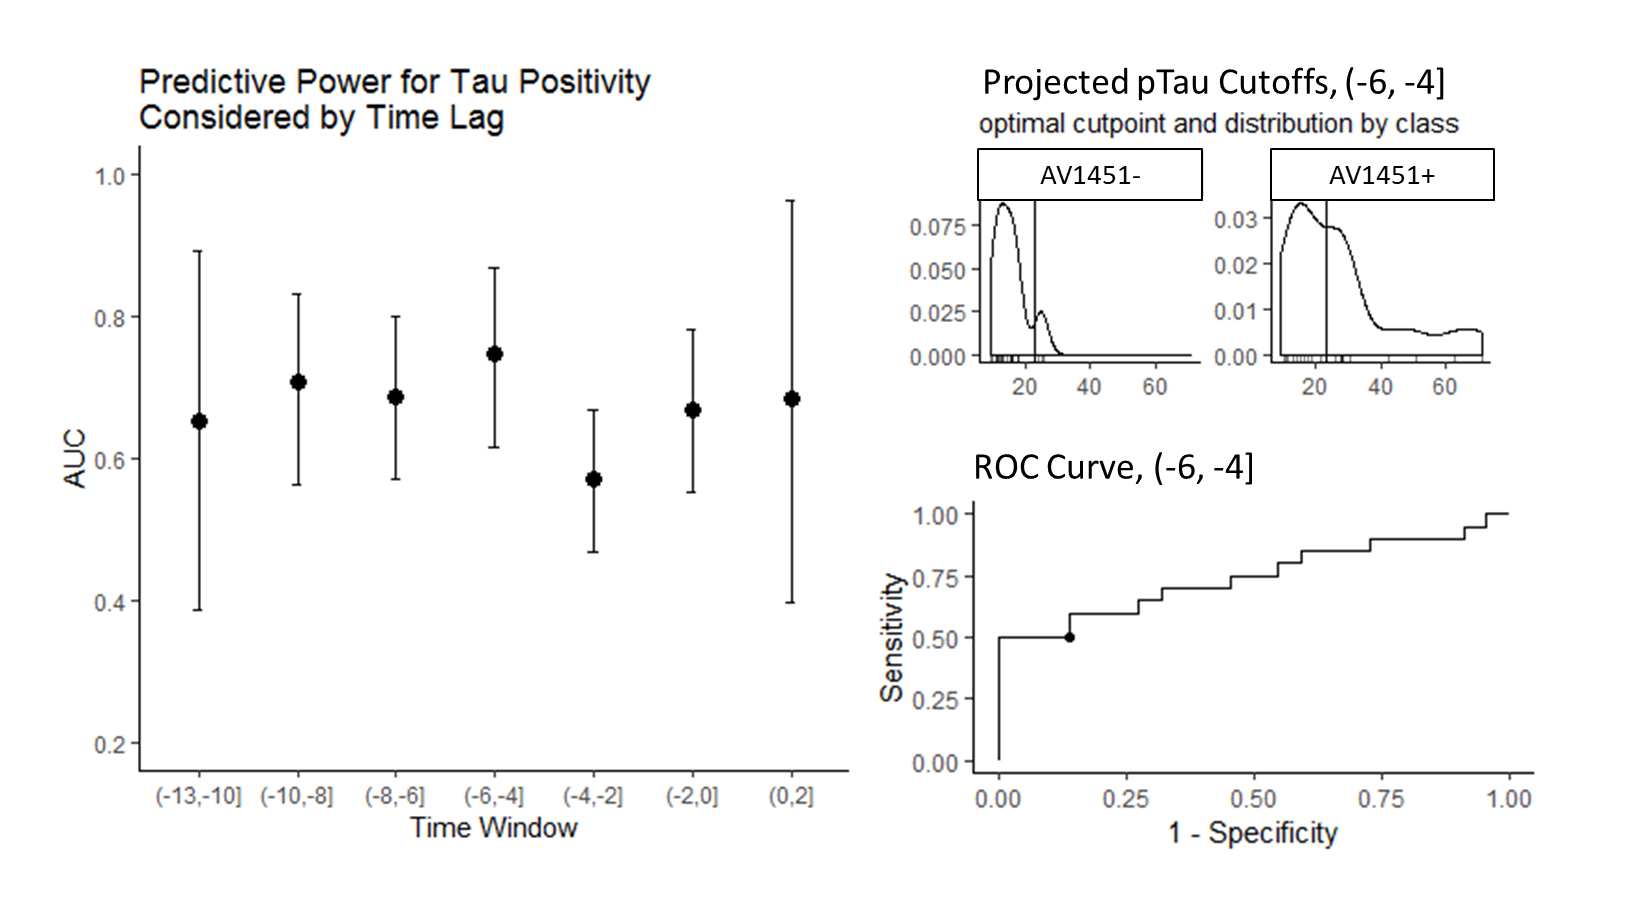 Predictive Power for Tau Positivity
Considered by Time Lag
AUC
1.0
0.8
0.6
0.4
0.2
(-13,-10] (-10,-8] (-8,-6] (-6,-4] (-4,-2] (-2,0] (0,2]
Time Window
Projected pTau Cutoffs, (-6, -4]
optimal cutpoint and distribution by class
AV1451-
0.075
0.050
0.025
0.000
20 40 60
AV1451+
0.03
0.02
0.01
0.00
20 40 60
ROC Curve, (-6, -4]
Sensitivity
1.00
0.75
0.50
0.25
0.00
0.00 0.25 0.50 0.75 1.00
1 - Specificity